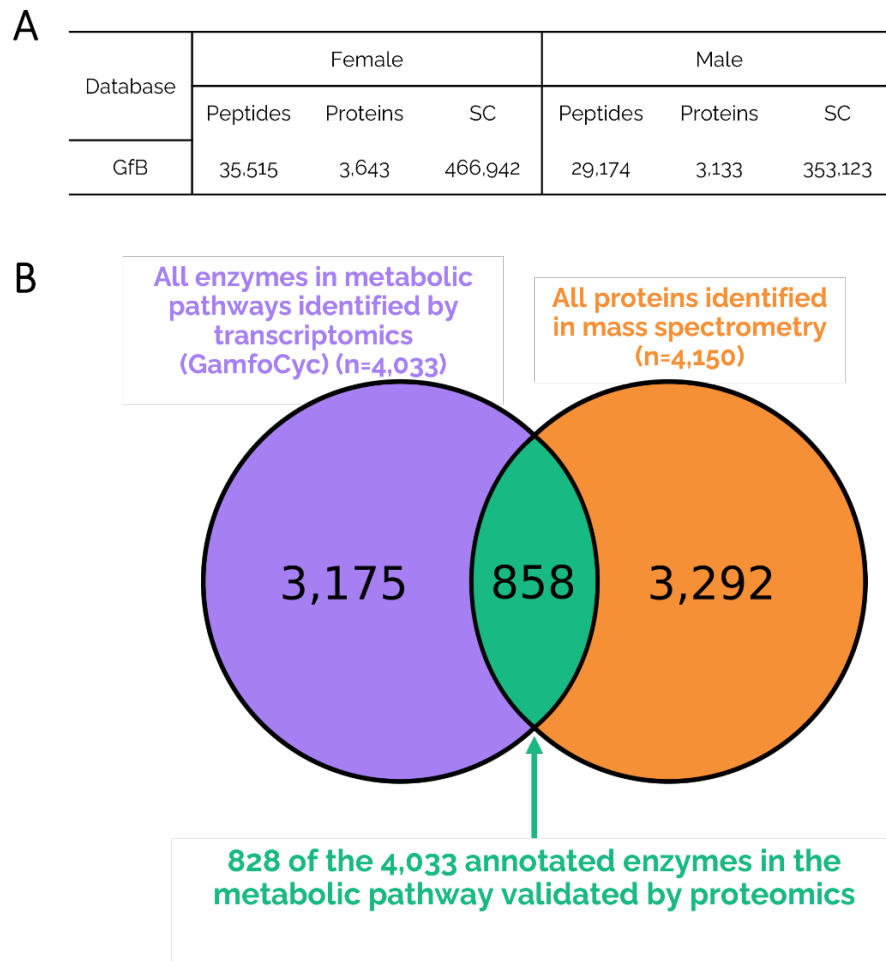 A
Database Female Male
Peptides Proteins SC Peptides Proteins SC
GfB 35,515 3,643 466,942 29,174 3,133 353,123
B
All enzymes in metabolic
pathways identified by
transcriptomics
(GamfoCyc) (n=4,033)
All proteins identified
in mass spectrometry
(n=4,150)
3,175 858 3,292
828 of the 4,033 annotated enzymes in the
metabolic pathway validated by proteomics